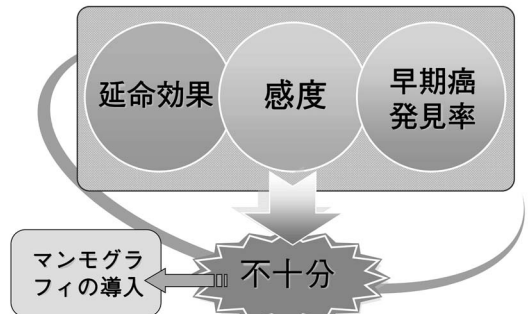 延命効果
感度
早期癌
発見率
不十分
マンモグラ
フィの導入